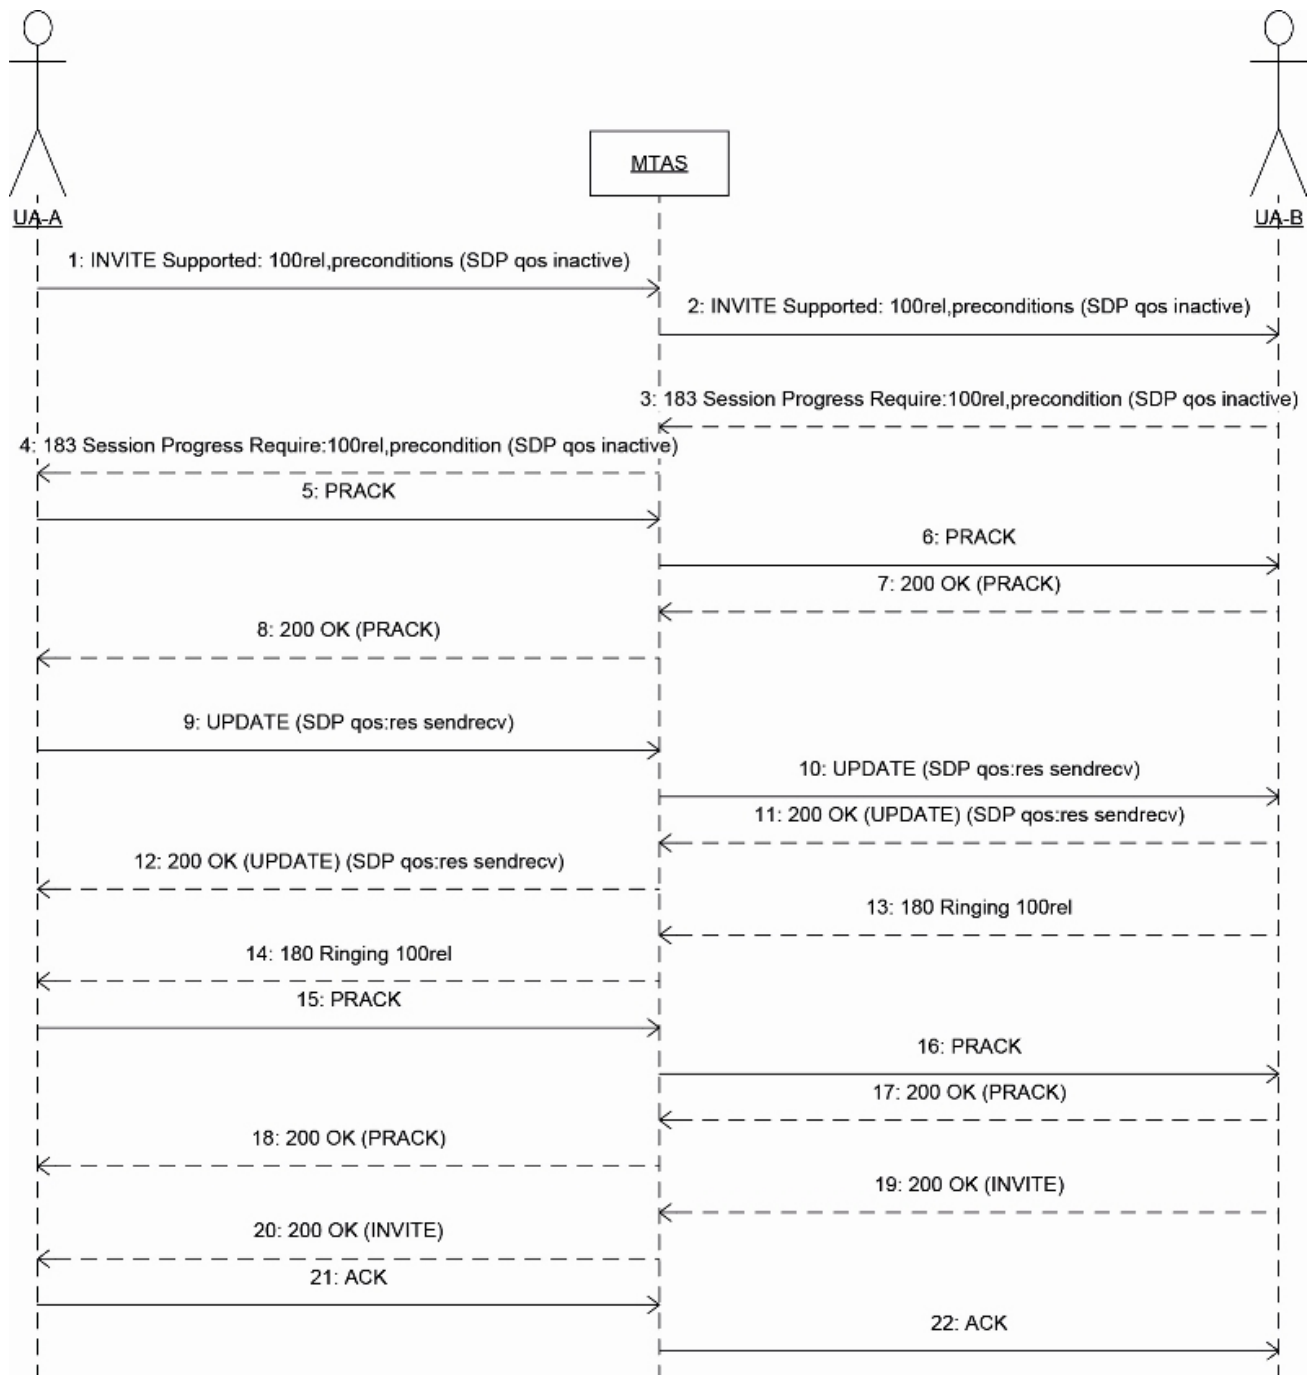 MTAS
UA-A
UA-B
1: INVITE Supported: 100rel,preconditions (SDP qos inactive)
2: INVITE Supported: 100rel,preconditions (SDP qos inactive)
3: 183 Session Progress Require:100rel,precondition (SDP qos inactive)
4: 183 Session Progress Require:100rel,precondition (SDP qos inactive)
5: PRACK
6: PRACK
7: 200 OK (PRACK)
8: 200 OK (PRACK)
9: UPDATE (SDP qos:res sendrecv)
10: UPDATE (SDP qos:res sendrecv)
11: 200 OK (UPDATE) (SDP qos:res sendrecv)
12: 200 OK (UPDATE) (SDP qos:res sendrecv)
13: 180 Ringing 100rel
14: 180 Ringing 100rel
15: PRACK
16: PRACK
17: 200 OK (PRACK)
18: 200 OK (PRACK)
19: 200 OK (INVITE)
20: 200 OK (INVITE)
21: ACK
22: ACK